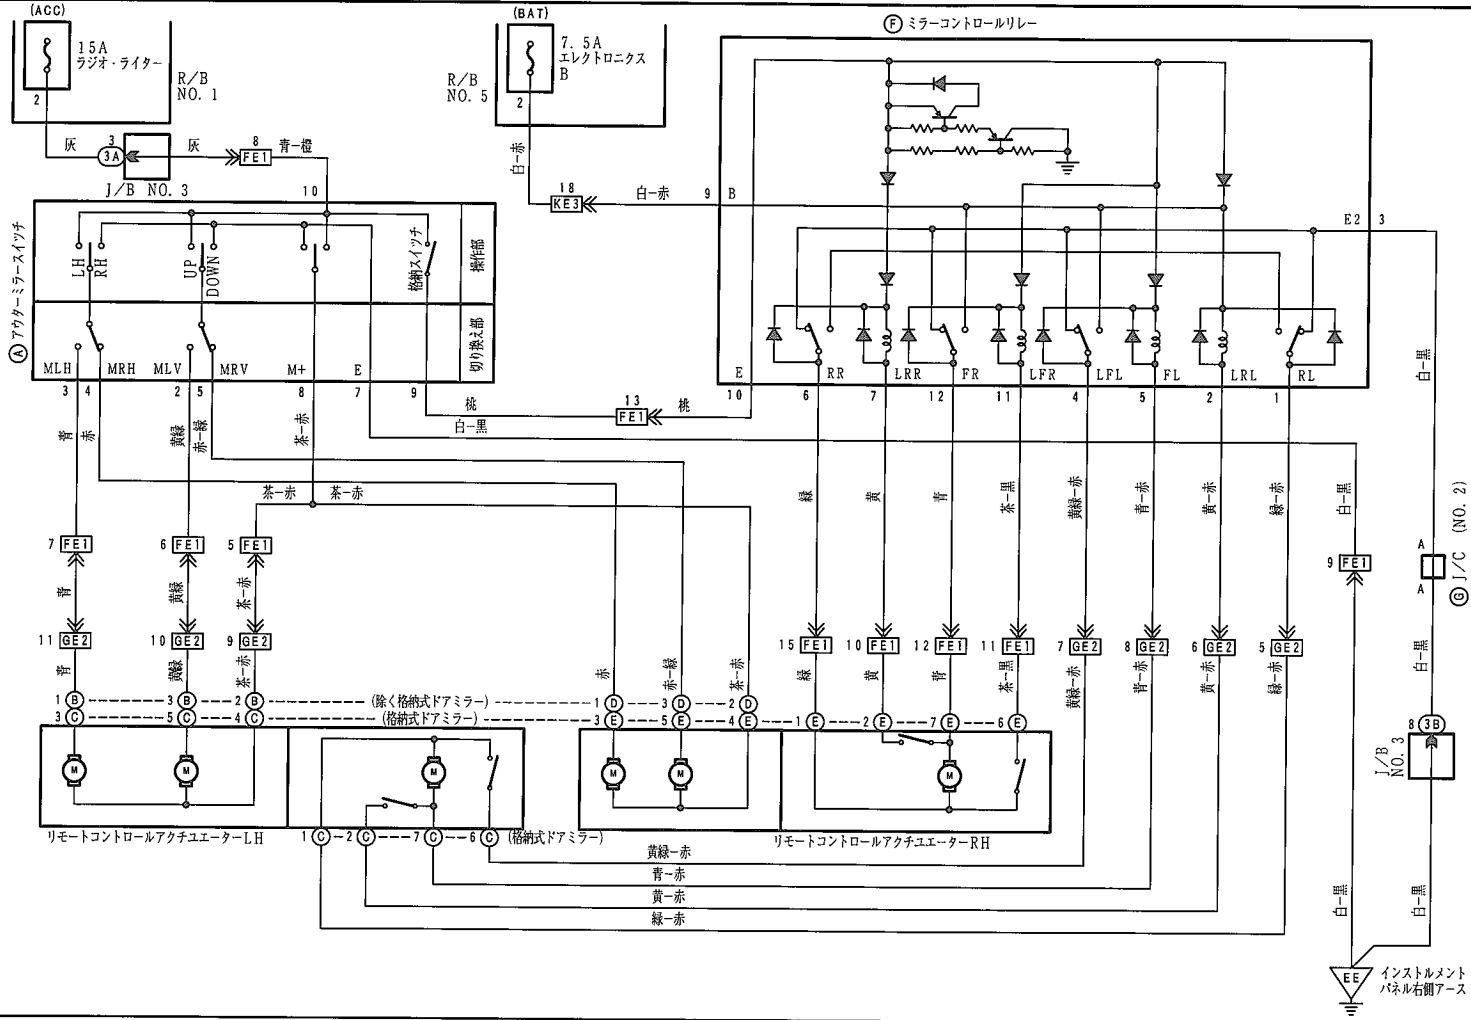 (ACC)
15A
ラジオ・ライター
2
R/B
NO. 1
(BAT)
7. 5A
エレクトロニクス
B
2
R/B
NO. 5
Ⓕ ミラーコントロールリレー
灰
3
3A
灰
8
FE1
青−橙
J/B NO. 3
10
白−赤
18
KE3
白−赤
9
B
E2
3
Ⓐ アウターミラースイッチ
LH
RH
UP
DOWN
格納スイッチ
操作部
切り換え部
MLH
MRH
MLV
MRV
M+
E
3
4
2
5
8
7
9
E
RR
LRR
FR
LFR
LFL
FL
LRL
RL
10
6
7
12
11
4
5
2
1
桃
13
FE1
桃
白−黒
青
赤
黄緑
赤−緑
茶−赤
茶−赤
茶−赤
緑
黄
青
茶−黒
黄緑−赤
青−赤
黄−赤
緑−赤
白−黒
白−黒
7 FE1
6 FE1
5 FE1
9 FE1
A
A
Ⓖ J/C (NO. 2)
青
黄緑
茶−赤
11 GE2
10 GE2
9 GE2
15 FE1
10 FE1
12 FE1
11 FE1
7 GE2
8 GE2
6 GE2
5 GE2
青
黄緑
茶−赤
赤
赤−緑
茶−赤
緑
黄
青
茶−黒
黄緑−赤
青−赤
黄−赤
緑−赤
白−黒
1 B 3 B 2 B (除く格納式ドアミラー) 1 D 3 D 2 D
3 C 5 C 4 C (格納式ドアミラー) 3 E 5 E 4 E 1 E 2 E 7 E 6 E
8 3B
J/B
NO. 3
M
M
M
M
M
M
リモートコントロールアクチユエーターLH
1 C 2 C 7 C 6 C (格納式ドアミラー)
リモートコントロールアクチユエーターRH
黄緑−赤
青−赤
黄−赤
緑−赤
白−黒
白−黒
EE
インストルメント
パネル右側アース